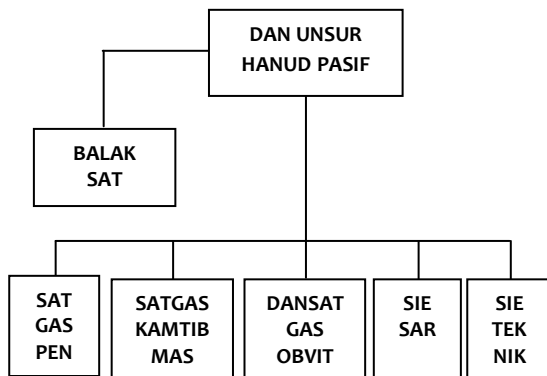 DAN UNSUR
HANUD PASIF
BALAK
SAT
SAT
GAS
PEN
SATGAS
KAMTIB
MAS
DANSAT
GAS
OBVIT
SIE
SAR
SIE
TEK
NIK